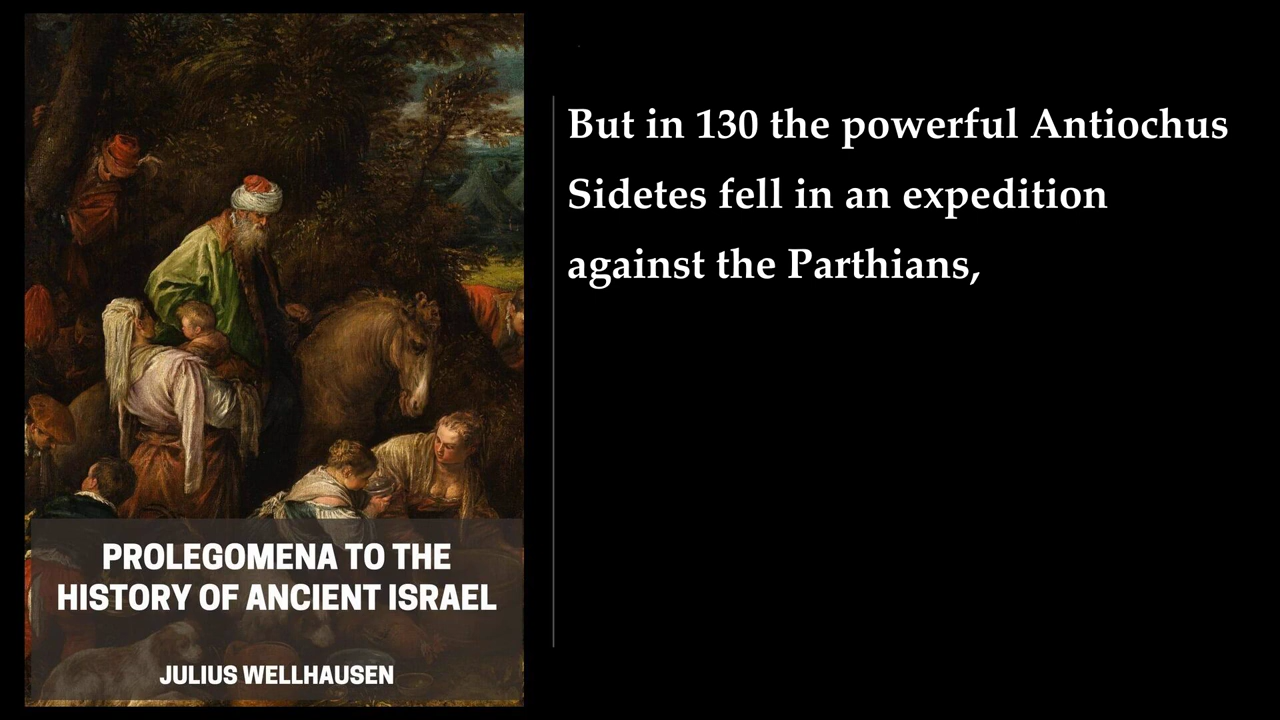 But in 130 the powerful Antiochus
Sidetes fell in an expedition
against the Parthians,
PROLEGOMENA TO THE
HISTORY OF ANCIENT ISRAEL
JULIUS WELLHAUSEN